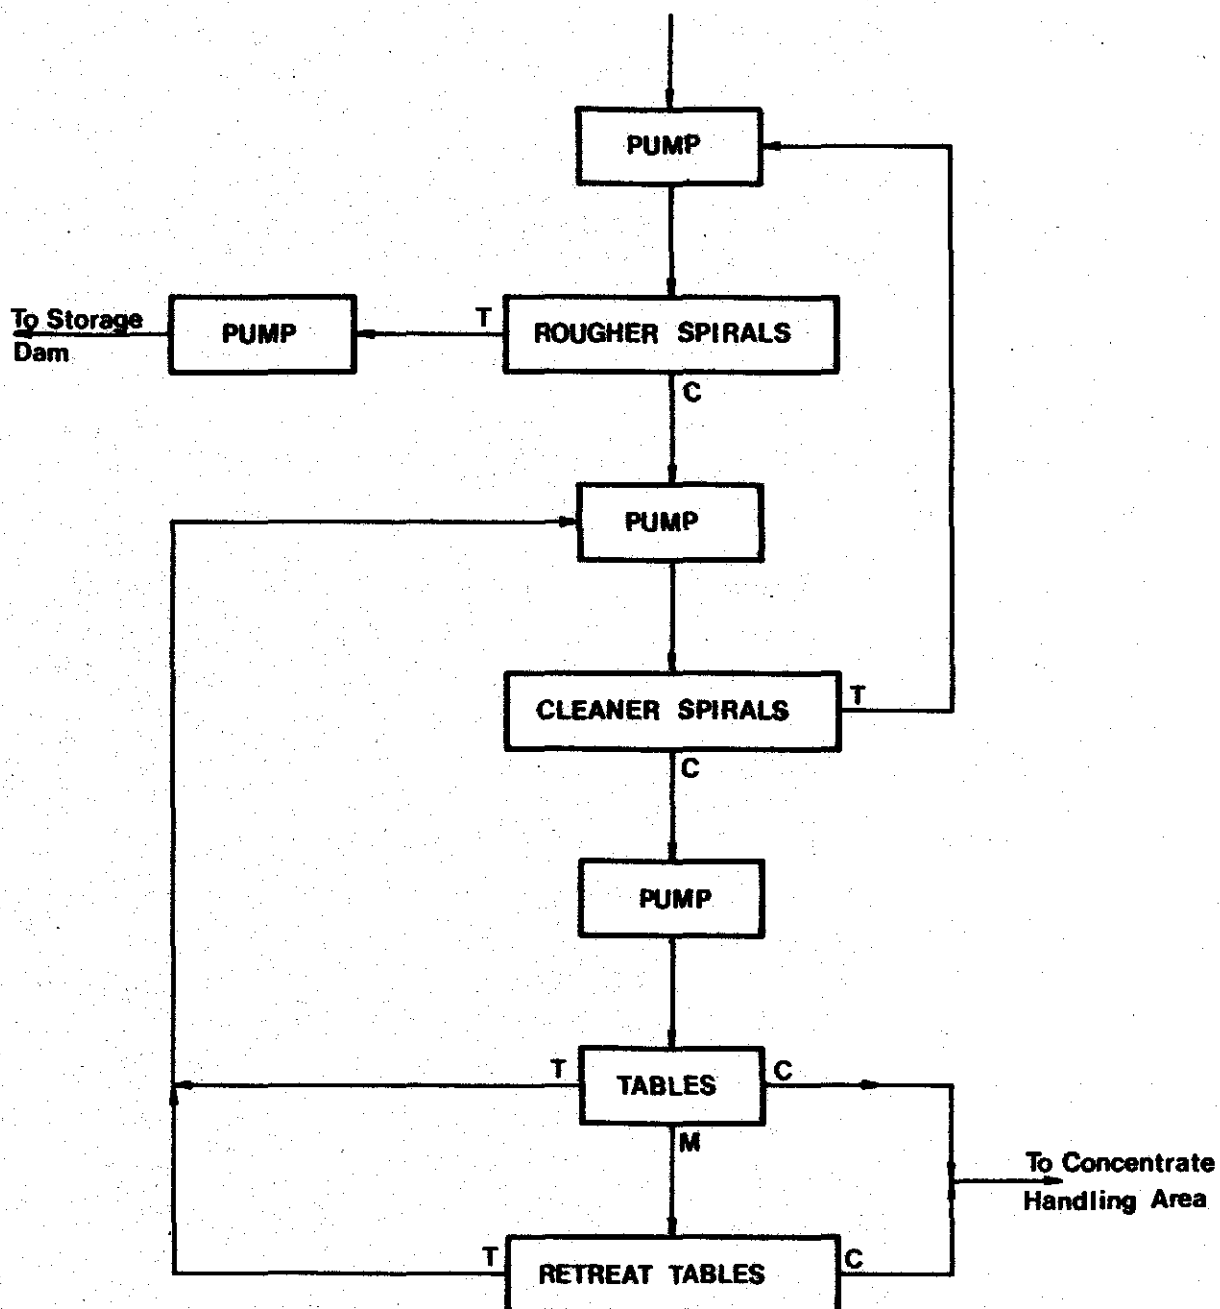 PUMP
To Storage
Dam
PUMP
T
ROUGHER SPIRALS
C
PUMP
CLEANER SPIRALS
T
C
PUMP
T
TABLES
C
M
To Concentrate
Handling Area
T
RETREAT TABLES
C